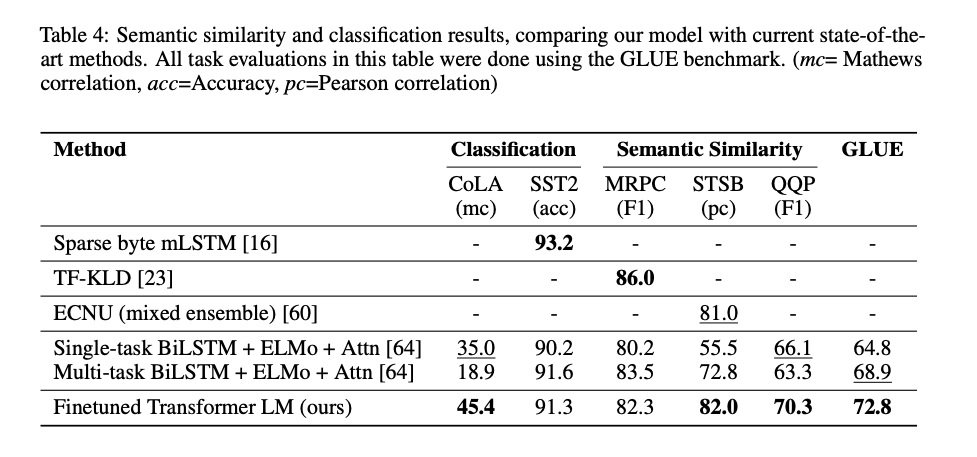 Table 4: Semantic similarity and classification results, comparing our model with current state-of-the-
art methods. All task evaluations in this table were done using the GLUE benchmark. (mc= Mathews
correlation, acc=Accuracy, pc=Pearson correlation)
Method Classification Semantic Similarity GLUE
CoLA SST2 MRPC STSB QQP
(mc) (acc) (F1) (pc) (F1)
Sparse byte mLSTM [16] - 93.2 - - - -
TF-KLD [23] - - 86.0 - - -
ECNU (mixed ensemble) [60] - - - 81.0 - -
Single-task BiLSTM + ELMo + Attn [64] 35.0 90.2 80.2 55.5 66.1 64.8
Multi-task BiLSTM + ELMo + Attn [64] 18.9 91.6 83.5 72.8 63.3 68.9
Finetuned Transformer LM (ours) 45.4 91.3 82.3 82.0 70.3 72.8